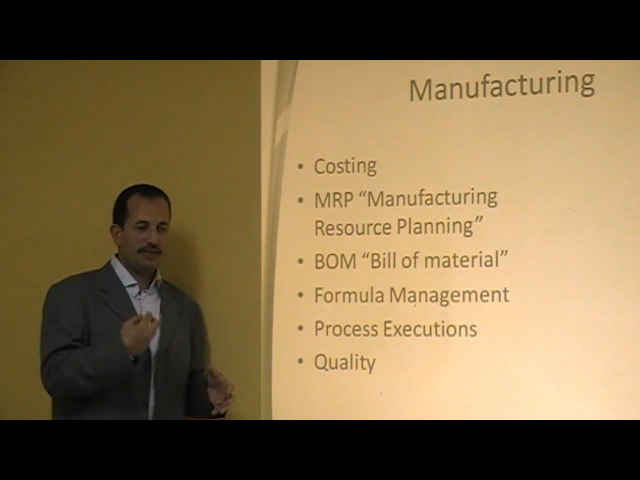 Manufacturing
• Costing
• MRP “Manufacturing
Resource Planning”
• BOM “Bill of material”
• Formula Management
• Process Executions
• Quality